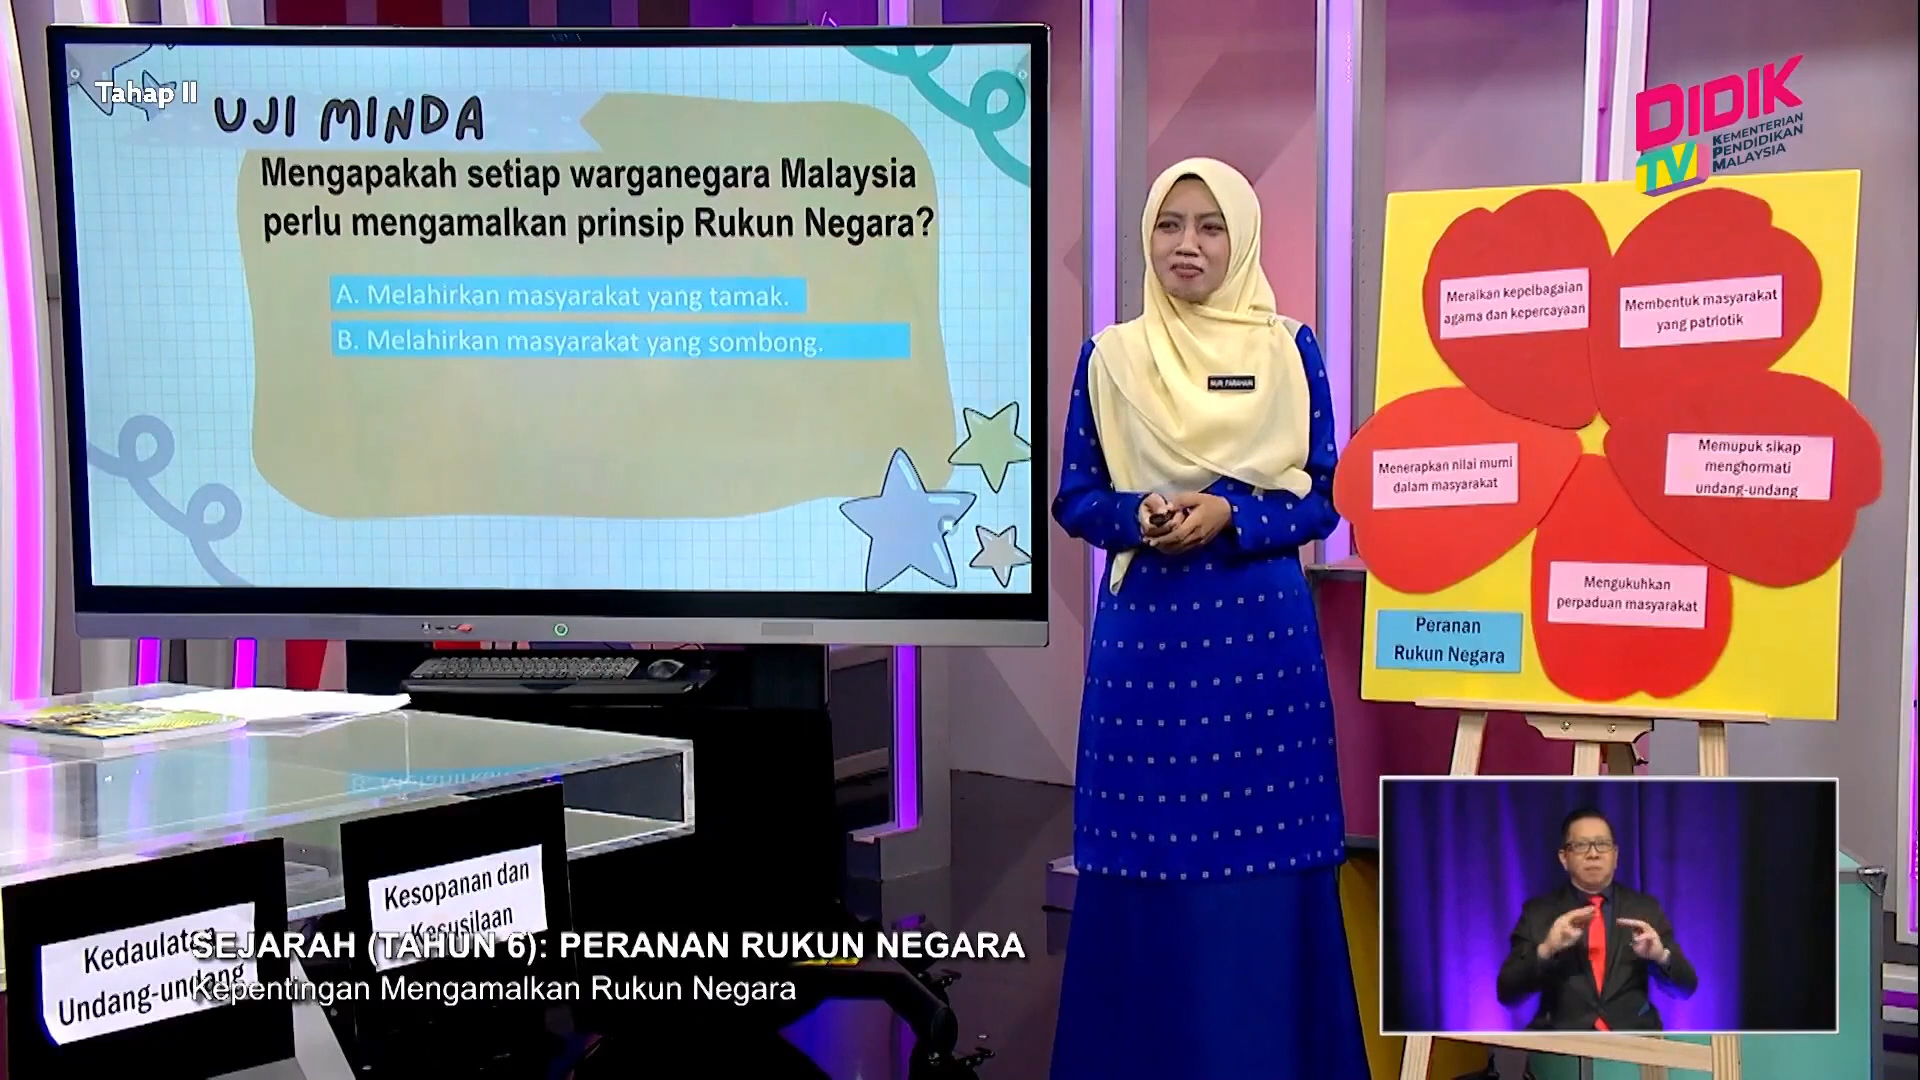 Tahap II
UJI MINDA
Mengapakah setiap warganegara Malaysia
perlu mengamalkan prinsip Rukun Negara?
A. Melahirkan masyarakat yang tamak.
B. Melahirkan masyarakat yang sombong.
DIDIK
TV
KEMENTERIAN
PENDIDIKAN
MALAYSIA
NUR FARAHAIN
Meraikan kepelbagaian
agama dan kepercayaan
Membentuk masyarakat
yang patriotik
Menerapkan nilai murni
dalam masyarakat
Memupuk sikap
menghormati
undang-undang
Mengukuhkan
perpaduan masyarakat
Peranan
Rukun Negara
Kesopanan dan
Kesusilaan
Kedaulatan
Undang-undang
SEJARAH (TAHUN 6): PERANAN RUKUN NEGARA
Kepentingan Mengamalkan Rukun Negara